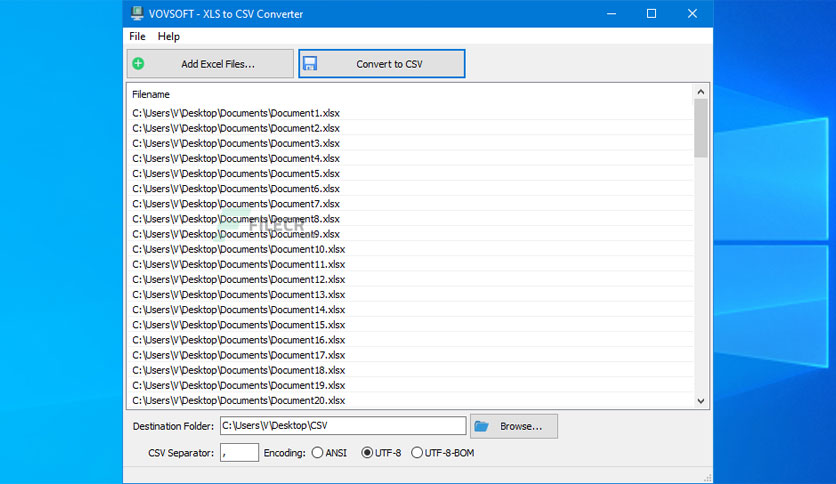 VOVSOFT - XLS to CSV Converter
File Help
Add Excel Files... Convert to CSV
Filename
C:\Users\V\Desktop\Documents\Document1.xlsx
C:\Users\V\Desktop\Documents\Document2.xlsx
C:\Users\V\Desktop\Documents\Document3.xlsx
C:\Users\V\Desktop\Documents\Document4.xlsx
C:\Users\V\Desktop\Documents\Document5.xlsx
C:\Users\V\Desktop\Documents\Document6.xlsx
C:\Users\V\Desktop\Documents\Document7.xlsx
C:\Users\V\Desktop\Documents\Document8.xlsx
FILECR
C:\Users\V\Desktop\Documents\Document9.xlsx
C:\Users\V\Desktop\Documents\Document10.xlsx
C:\Users\V\Desktop\Documents\Document11.xlsx
C:\Users\V\Desktop\Documents\Document12.xlsx
C:\Users\V\Desktop\Documents\Document13.xlsx
C:\Users\V\Desktop\Documents\Document14.xlsx
C:\Users\V\Desktop\Documents\Document15.xlsx
C:\Users\V\Desktop\Documents\Document16.xlsx
C:\Users\V\Desktop\Documents\Document17.xlsx
C:\Users\V\Desktop\Documents\Document18.xlsx
C:\Users\V\Desktop\Documents\Document19.xlsx
C:\Users\V\Desktop\Documents\Document20.xlsx
Destination Folder: C:\Users\V\Desktop\CSV Browse...
CSV Separator: , Encoding: ANSI UTF-8 UTF-8-BOM